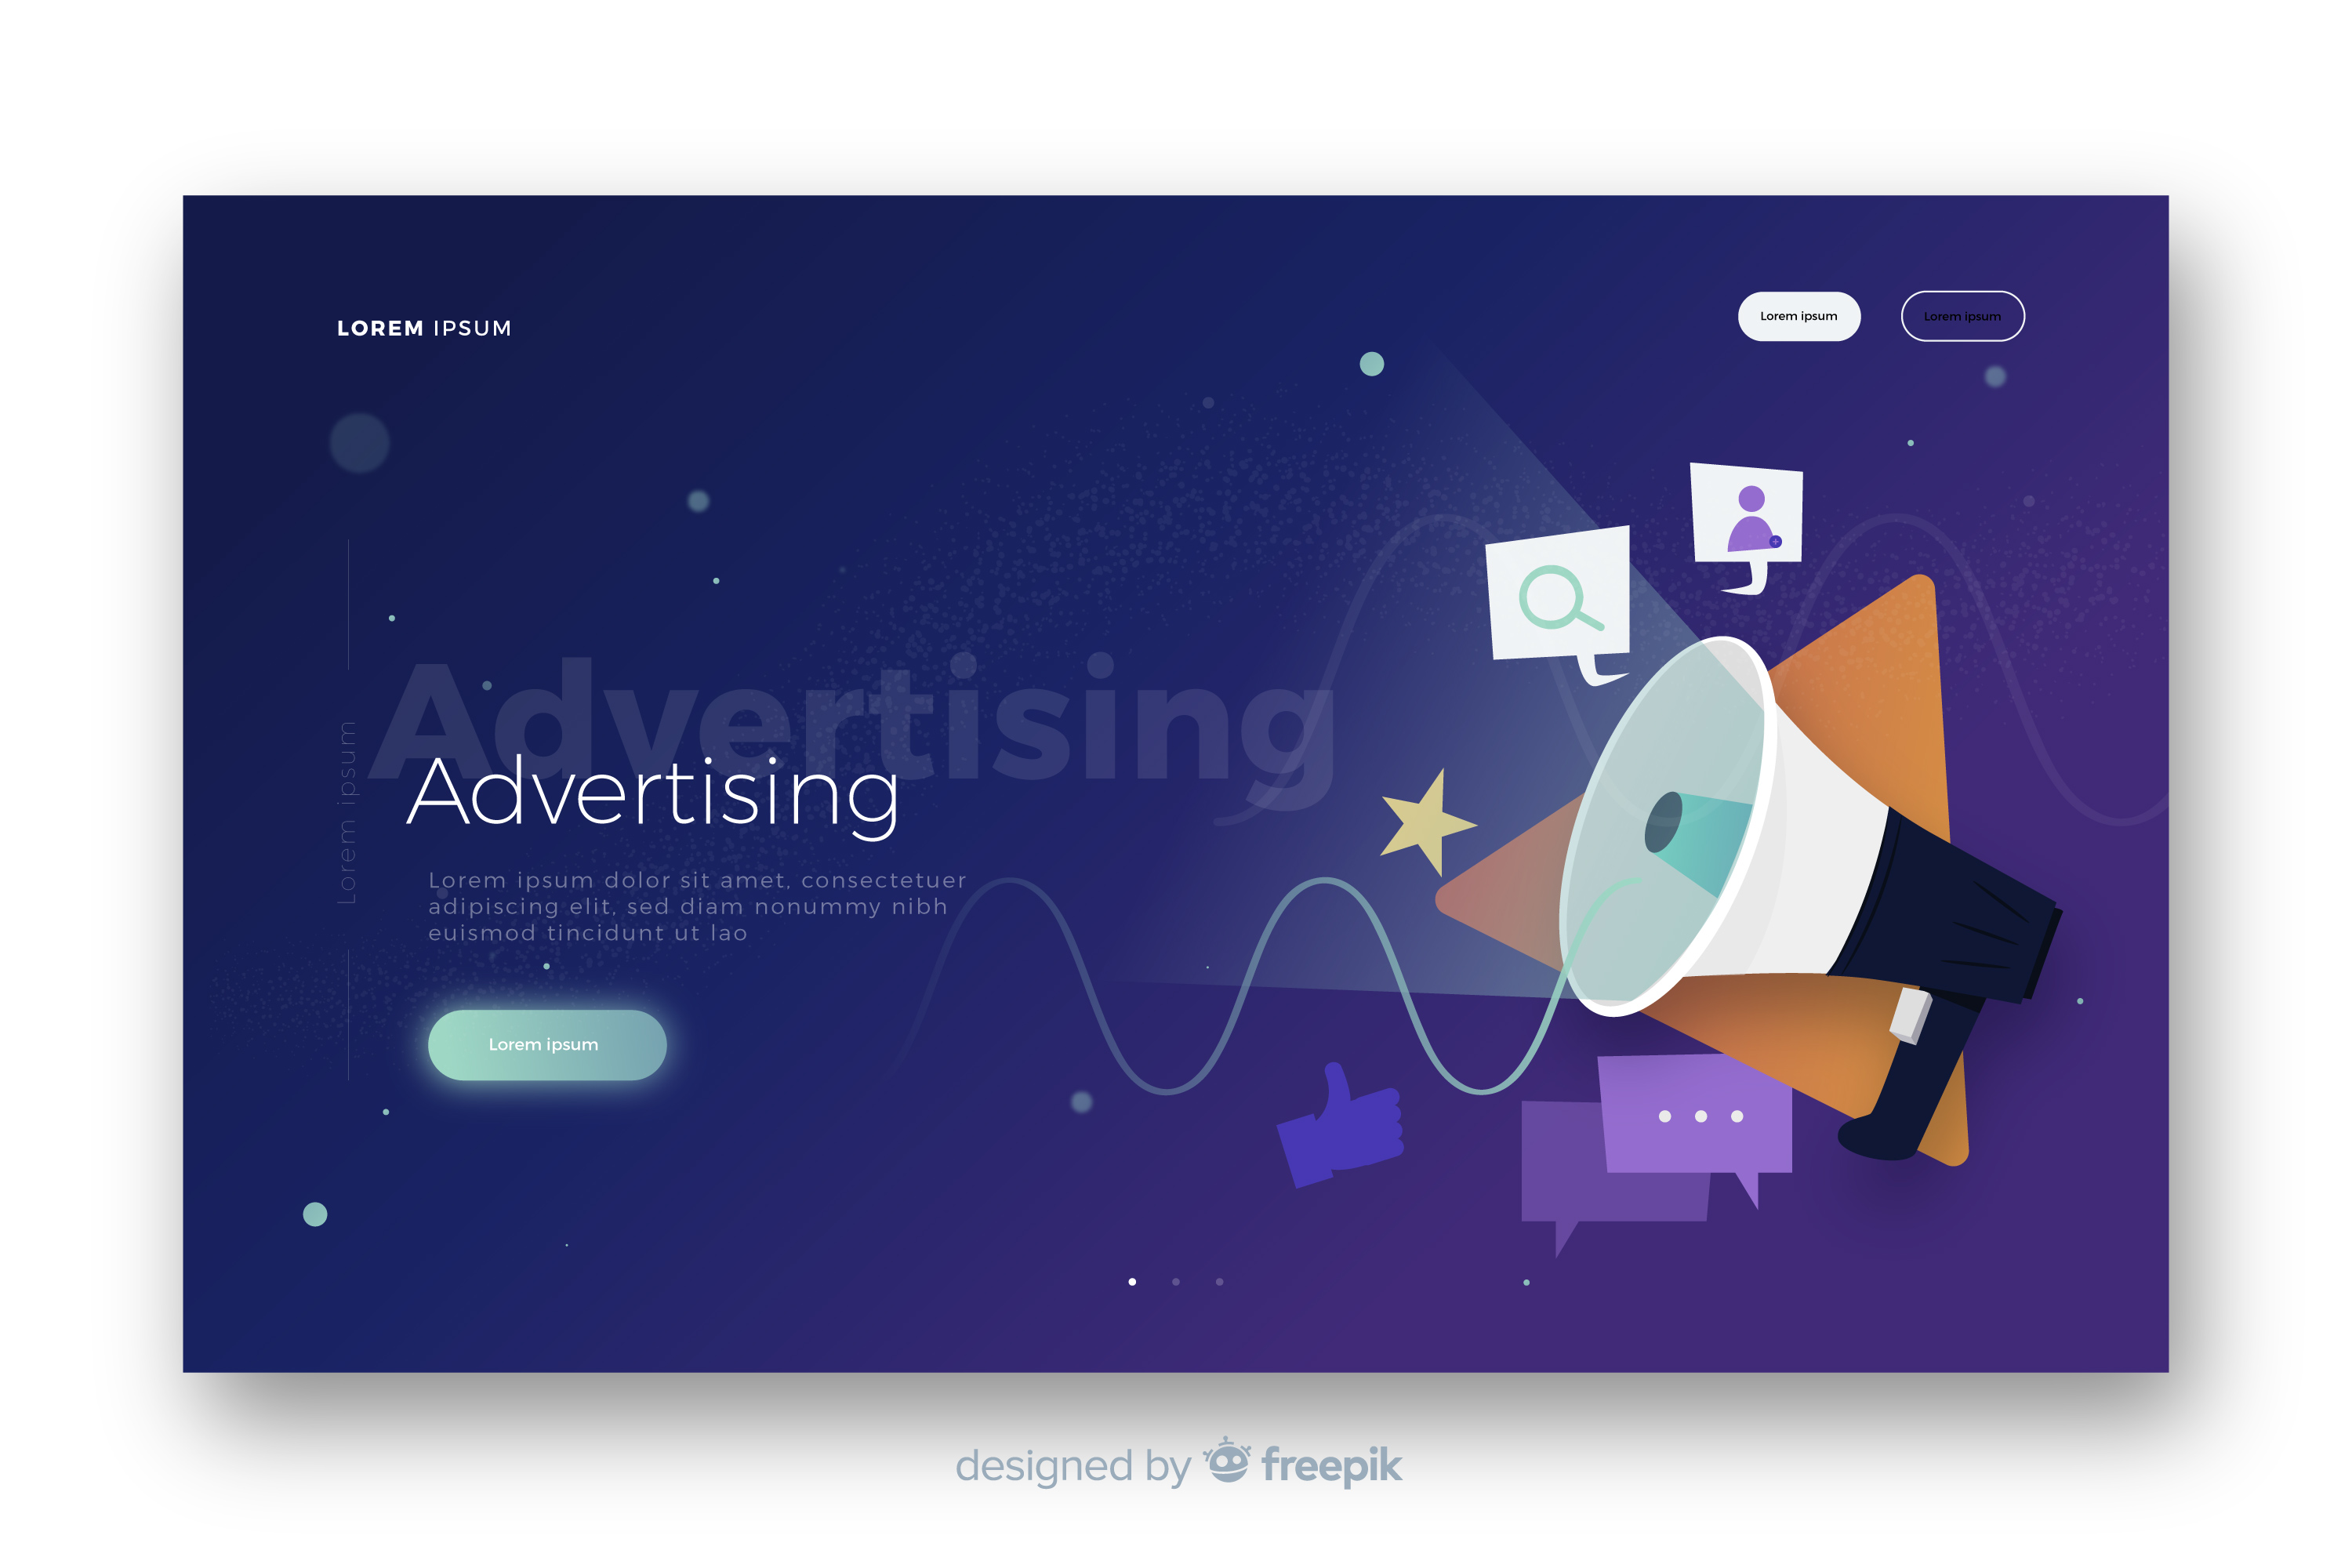 LOREM IPSUM
Lorem ipsum
Lorem ipsum
Advertising
Advertising
Lorem ipsum
Lorem ipsum dolor sit amet, consectetuer
adipiscing elit, sed diam nonummy nibh
euismod tincidunt ut lao
Lorem ipsum
designed by freepik